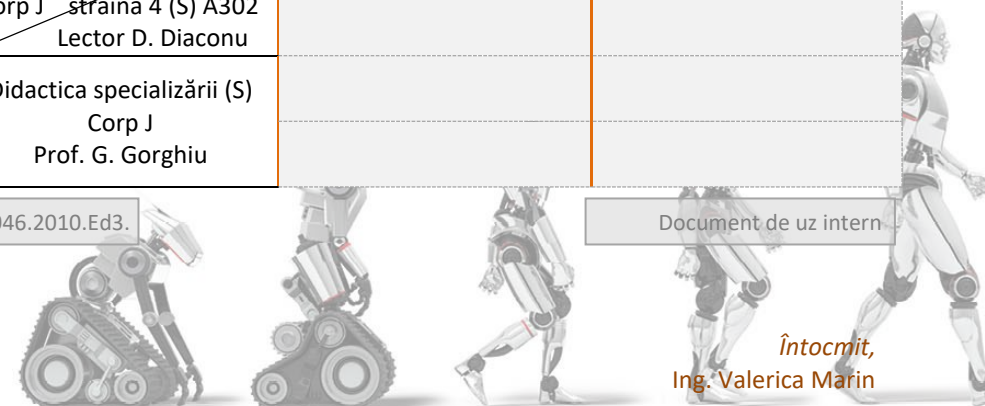 orp J străină 4 (S) A302
Lector D. Diaconu
Didactica specializării (S)
Corp J
Prof. G. Gorghiu
046.2010.Ed3.
Document de uz intern
Întocmit,
Ing. Valerica Marin